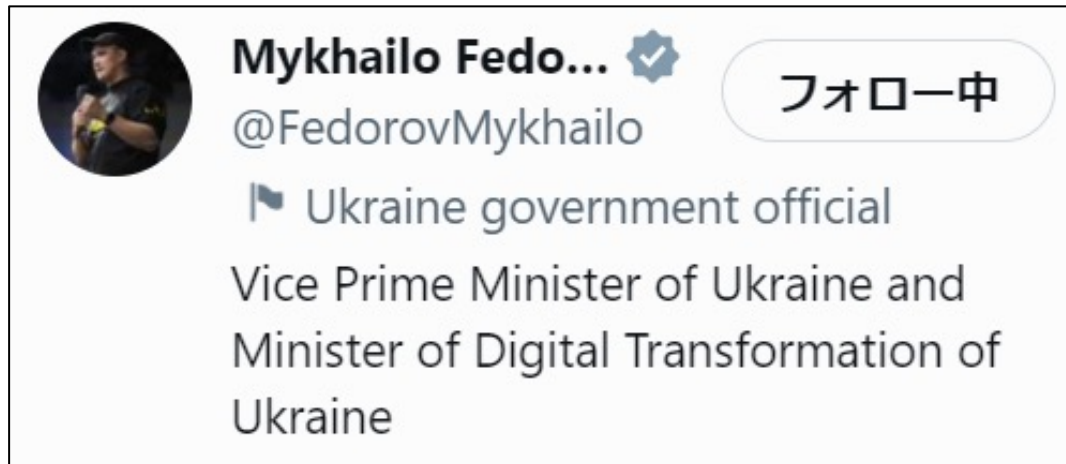 Mykhailo Fedo...
フォロー中
@FedorovMykhailo
Ukraine government official
Vice Prime Minister of Ukraine and
Minister of Digital Transformation of
Ukraine